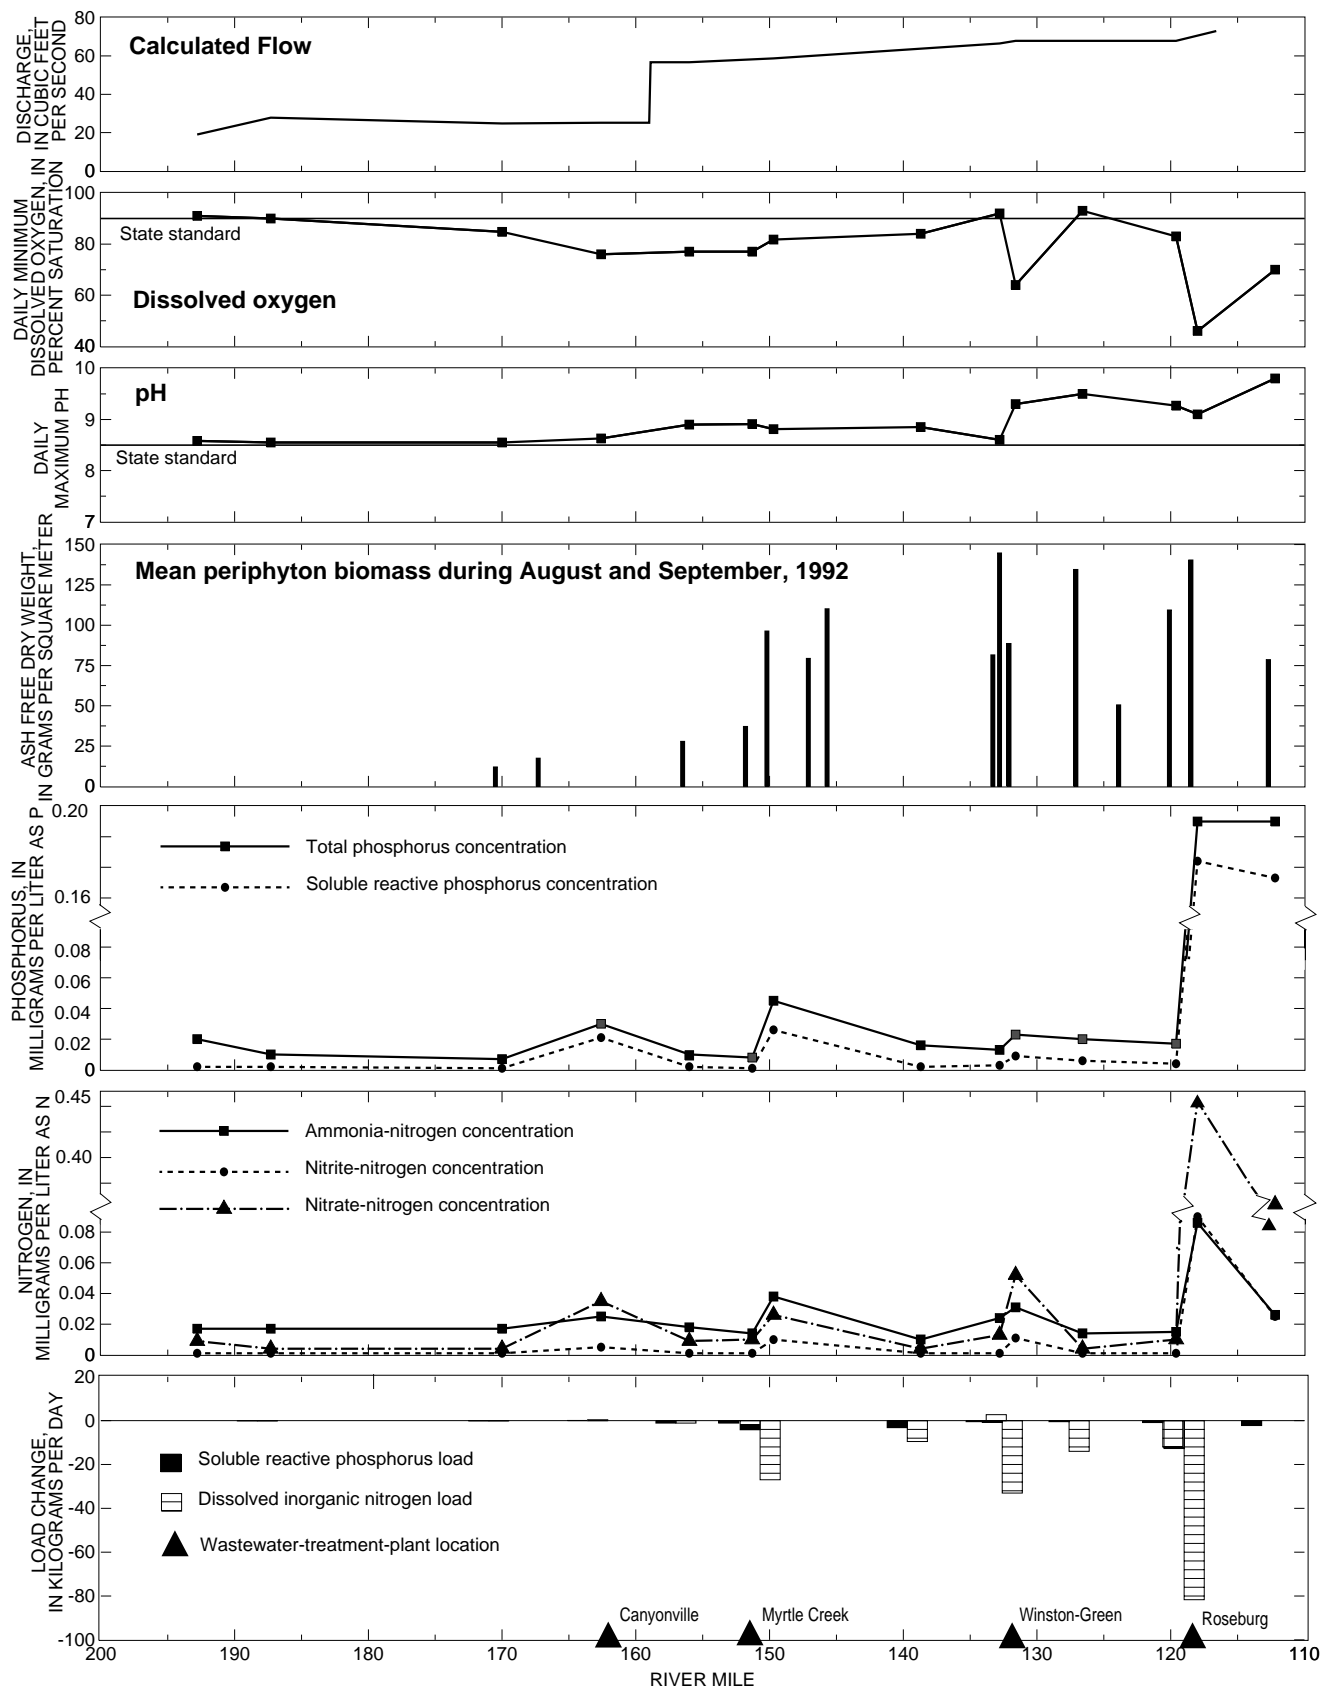 DISCHARGE,
IN CUBIC FEET
PER SECOND
80
60
40
20
0
Calculated Flow
DAILY MINIMUM
DISSOLVED OXYGEN, IN
PERCENT SATURATION
100
80
60
40
State standard
Dissolved oxygen
DAILY
MAXIMUM PH
10
9
8
7
pH
State standard
ASH FREE DRY WEIGHT,
IN GRAMS PER SQUARE METER
150
125
100
75
50
25
0
Mean periphyton biomass during August and September, 1992
PHOSPHORUS, IN
MILLIGRAMS PER LITER AS P
0.20
0.16
0.08
0.06
0.04
0.02
0
Total phosphorus concentration
Soluble reactive phosphorus concentration
NITROGEN, IN
MILLIGRAMS PER LITER AS N
0.45
0.40
0.08
0.06
0.04
0.02
0
Ammonia-nitrogen concentration
Nitrite-nitrogen concentration
Nitrate-nitrogen concentration
LOAD CHANGE,
IN KILOGRAMS PER DAY
20
0
-20
-40
-60
-80
-100
Soluble reactive phosphorus load
Dissolved inorganic nitrogen load
Wastewater-treatment-plant location
Canyonville
Myrtle Creek
Winston-Green
Roseburg
200 190 180 170 160 150 140 130 120 110
RIVER MILE